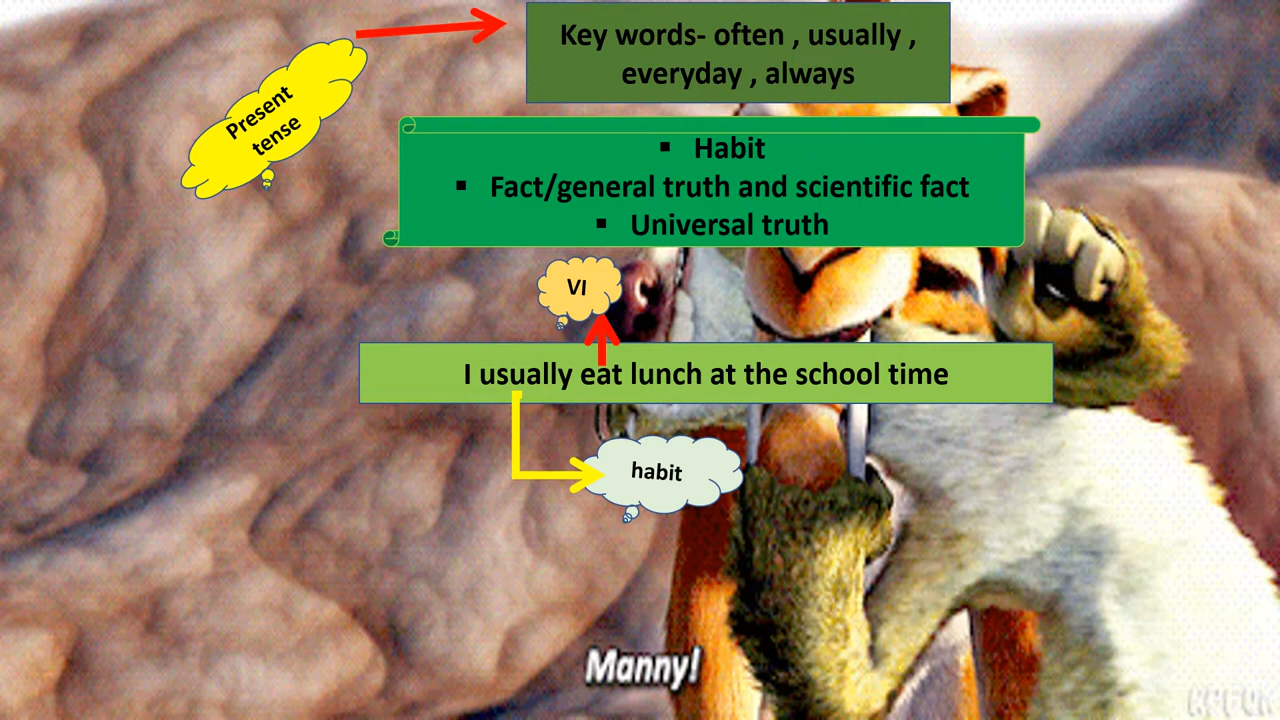 Key words- often , usually ,
everyday , always
Present
tense
▪ Habit
▪ Fact/general truth and scientific fact
▪ Universal truth
VI
I usually eat lunch at the school time
habit
Manny!